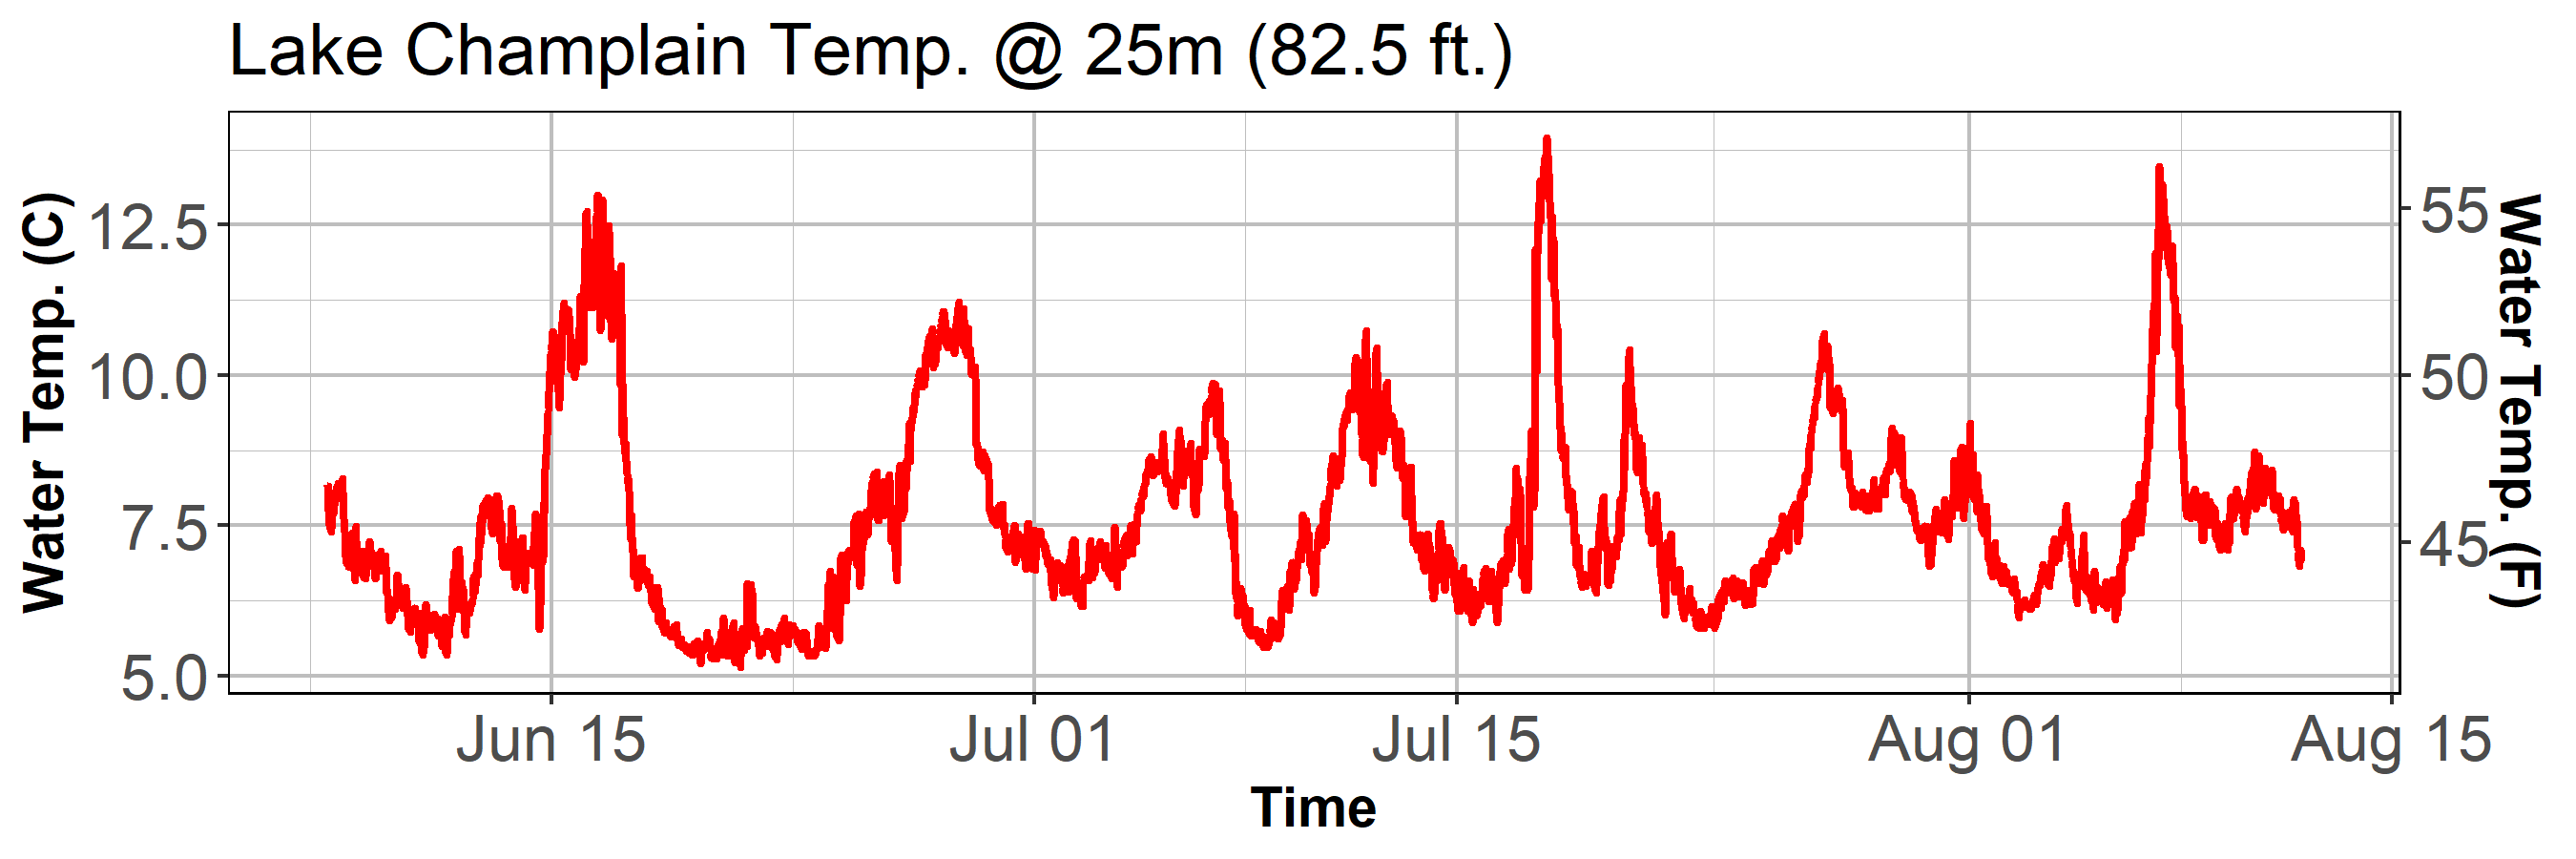 Lake Champlain Temp. @ 25m (82.5 ft.)
Water Temp. (C)
12.5
10.0
7.5
5.0
55
50
45
Water Temp. (F)
Jun 15
Jul 01
Jul 15
Aug 01
Aug 15
Time